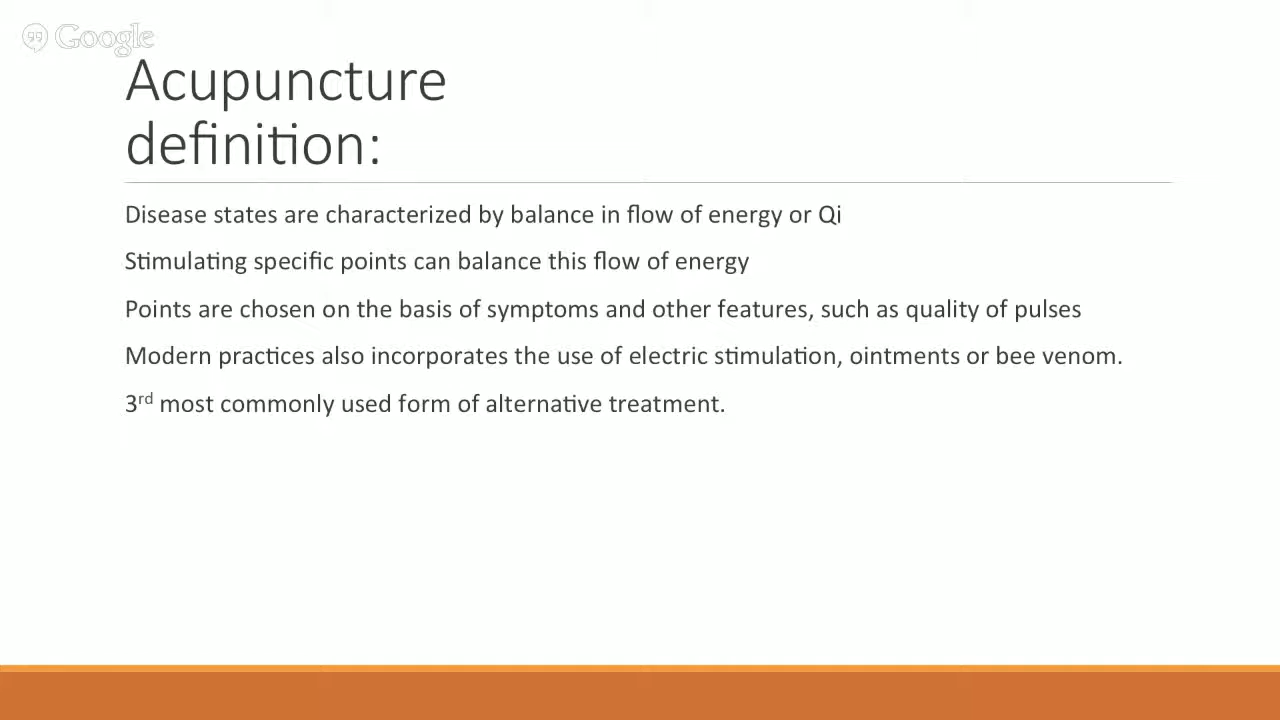 Google
Acupuncture
definition:
Disease states are characterized by balance in flow of energy or Qi
Stimulating specific points can balance this flow of energy
Points are chosen on the basis of symptoms and other features, such as quality of pulses
Modern practices also incorporates the use of electric stimulation, ointments or bee venom.
3rd most commonly used form of alternative treatment.